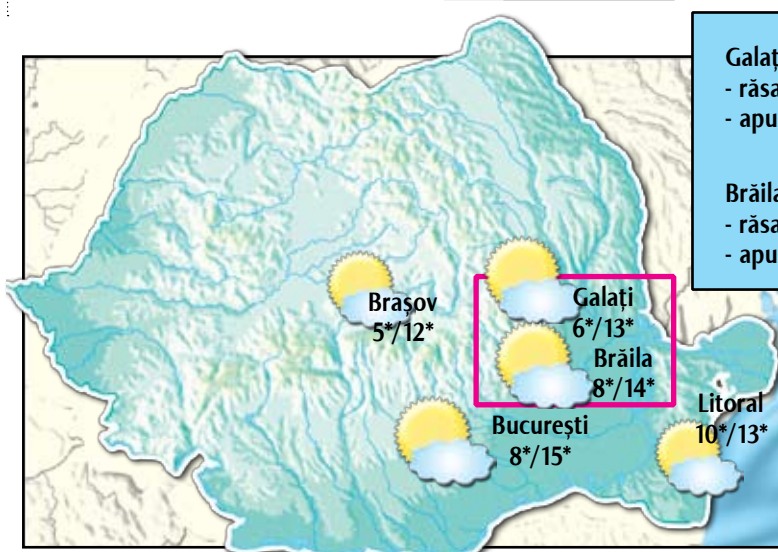 Galaț
- răsa
- apu
Brăila
- răsa
- apu
Brașov
5*/12*
Galați
6*/13*
Brăila
8*/14*
București
8*/15*
Litoral
10*/13*